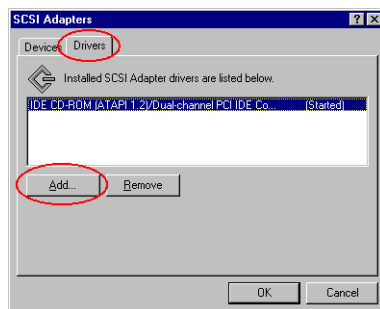 SCSI Adapters
Devices Drivers
Installed SCSI Adapter drivers are listed below.
IDE CD-ROM (ATAPI 1.2)/Dual-channel PCI IDE Co... (Started)
Add... Remove
OK Cancel